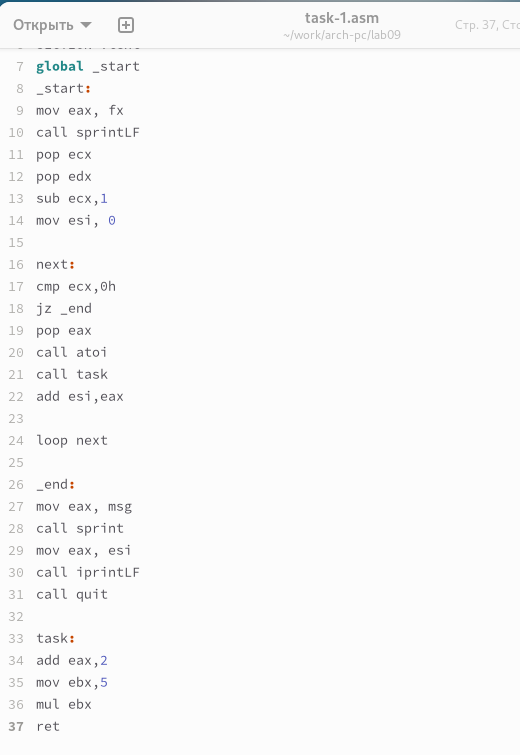 Открыть
task-1.asm
~/work/arch-pc/lab09
Стр. 37,
7 global _start
8 _start:
9 mov eax, fx
10 call sprintLF
11 pop ecx
12 pop edx
13 sub ecx,1
14 mov esi, 0
15
16 next:
17 cmp ecx,0h
18 jz _end
19 pop eax
20 call atoi
21 call task
22 add esi,eax
23
24 loop next
25
26 _end:
27 mov eax, msg
28 call sprint
29 mov eax, esi
30 call iprintLF
31 call quit
32
33 task:
34 add eax,2
35 mov ebx,5
36 mul ebx
37 ret